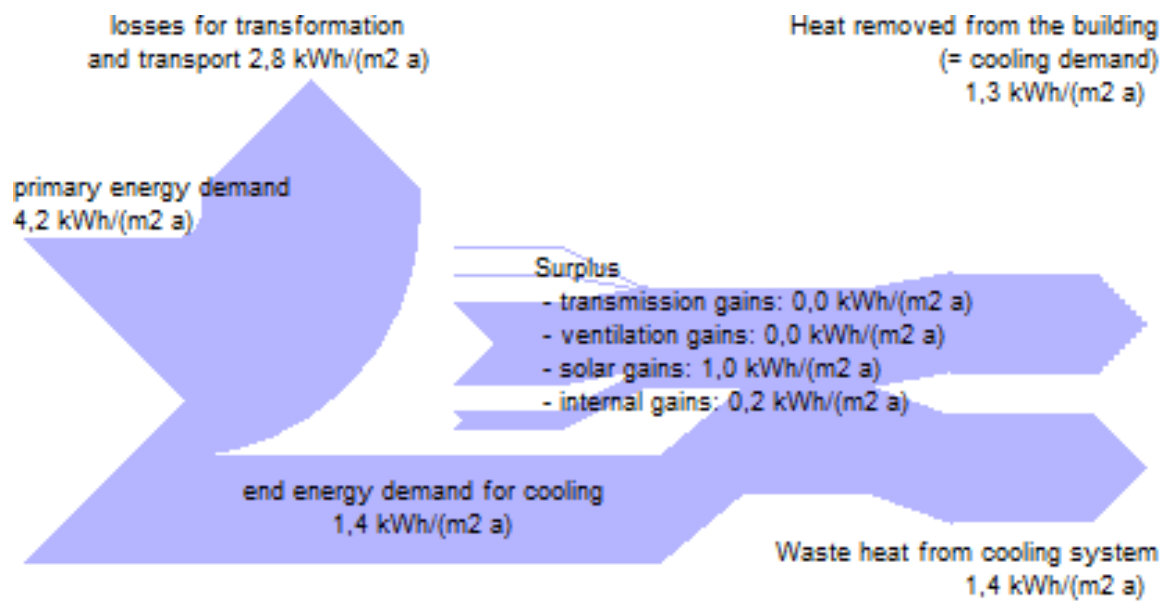 losses for transformation
and transport 2,8 kWh/(m2 a)
Heat removed from the building
(= cooling demand)
1,3 kWh/(m2 a)
primary energy demand
4,2 kWh/(m2 a)
Surplus
- transmission gains: 0,0 kWh/(m2 a)
- ventilation gains: 0,0 kWh/(m2 a)
- solar gains: 1,0 kWh/(m2 a)
- internal gains: 0,2 kWh/(m2 a)
end energy demand for cooling
1,4 kWh/(m2 a)
Waste heat from cooling system
1,4 kWh/(m2 a)